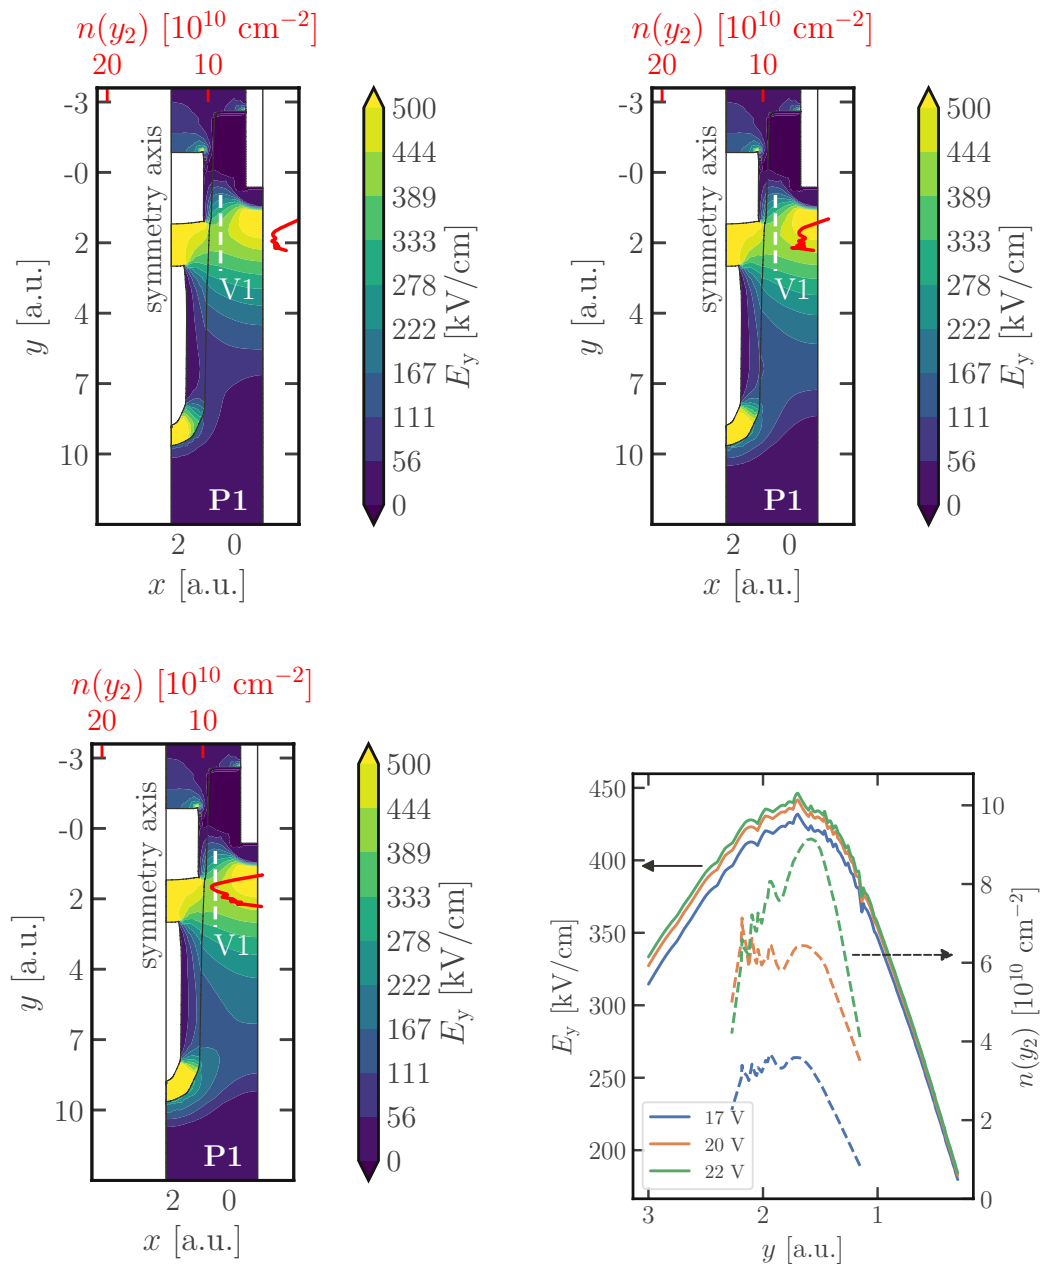 n(y₂) [10¹⁰ cm⁻²]
20 10
-3
-0
2
4
7
10
y [a.u.]
symmetry axis
V1
P1
2 0
x [a.u.]
500
444
389
333
278
222
167
111
56
0
E_y [kV/cm]
n(y₂) [10¹⁰ cm⁻²]
20 10
-3
-0
2
4
7
10
y [a.u.]
symmetry axis
V1
P1
2 0
x [a.u.]
500
444
389
333
278
222
167
111
56
0
E_y [kV/cm]
n(y₂) [10¹⁰ cm⁻²]
20 10
-3
-0
2
4
7
10
y [a.u.]
symmetry axis
V1
P1
2 0
x [a.u.]
500
444
389
333
278
222
167
111
56
0
E_y [kV/cm]
450
400
350
300
250
200
E_y [kV/cm]
17 V
20 V
22 V
3 2 1
y [a.u.]
10
8
6
4
2
0
n(y₂) [10¹⁰ cm⁻²]